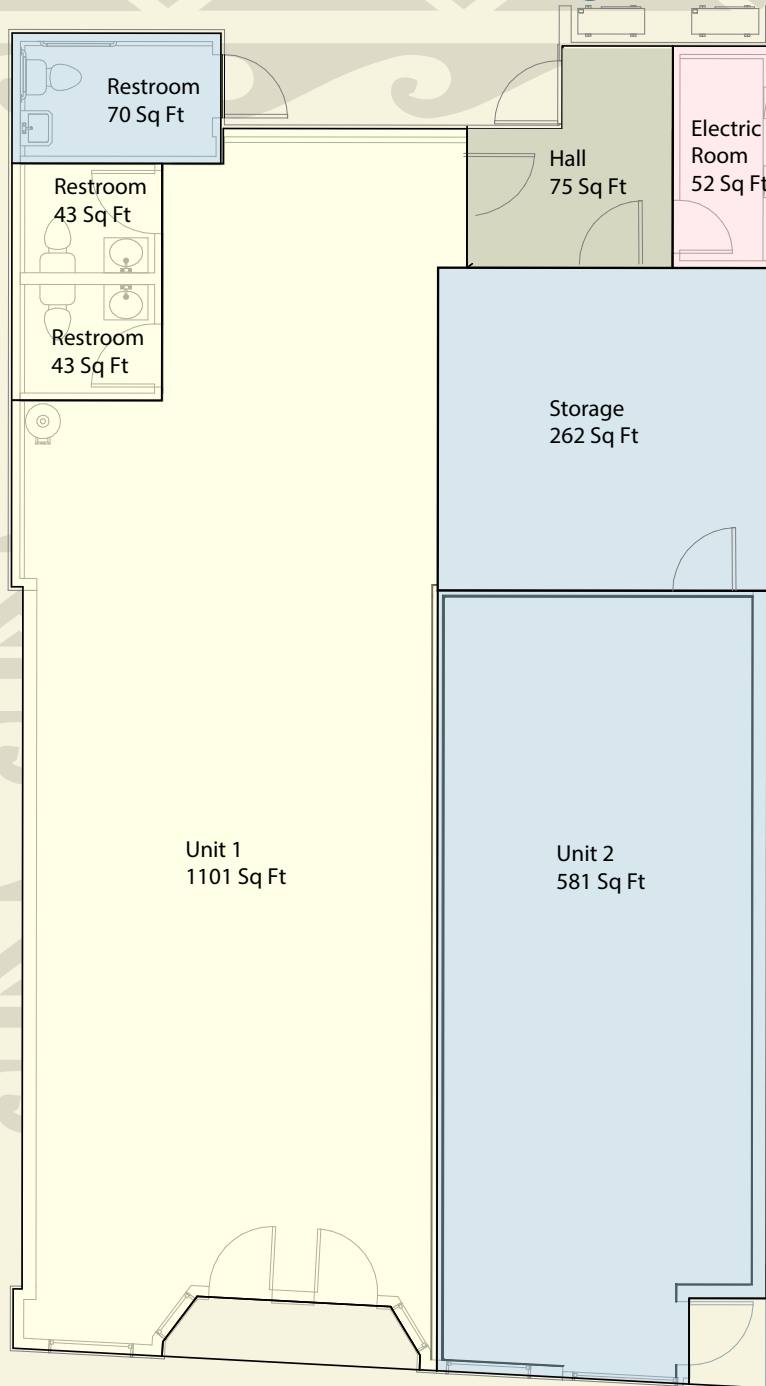 Restroom
70 Sq Ft
Electric
Room
52 Sq Ft
Hall
75 Sq Ft
Restroom
43 Sq Ft
Restroom
43 Sq Ft
Storage
262 Sq Ft
Unit 1
1101 Sq Ft
Unit 2
581 Sq Ft